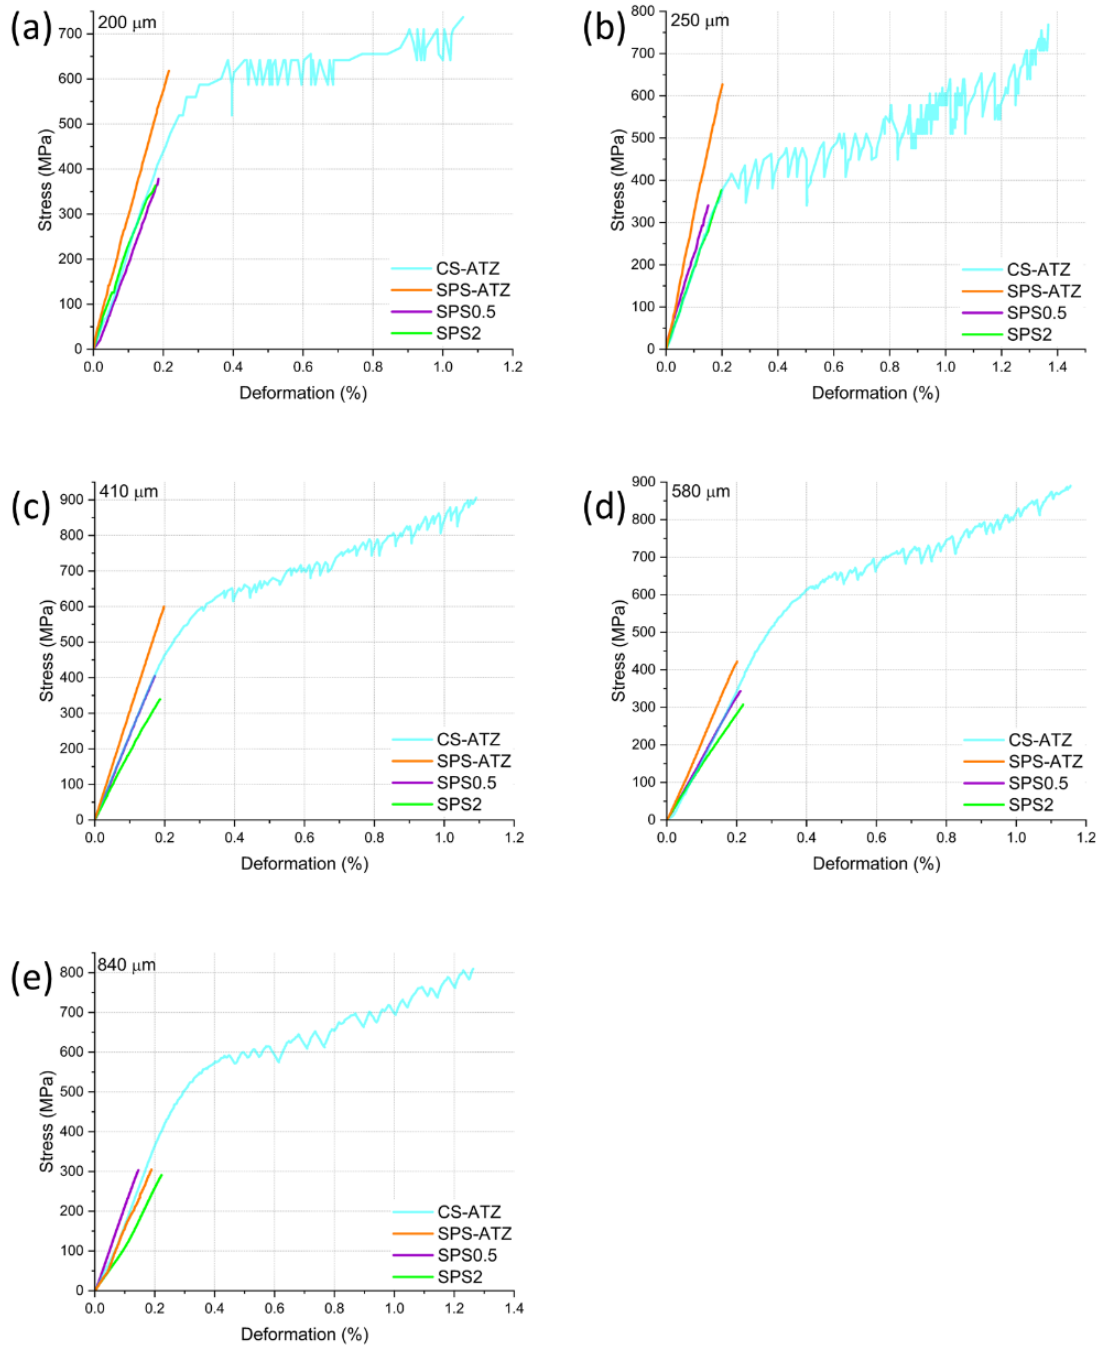 (a)
200 μm
700
600
500
400
300
200
100
0
Stress (MPa)
0.0 0.2 0.4 0.6 0.8 1.0 1.2
Deformation (%)
CS-ATZ
SPS-ATZ
SPS0.5
SPS2
(b)
250 μm
800
700
600
500
400
300
200
100
0
Stress (MPa)
0.0 0.2 0.4 0.6 0.8 1.0 1.2 1.4
Deformation (%)
CS-ATZ
SPS-ATZ
SPS0.5
SPS2
(c)
410 μm
900
800
700
600
500
400
300
200
100
0
Stress (MPa)
0.0 0.2 0.4 0.6 0.8 1.0 1.2
Deformation (%)
CS-ATZ
SPS-ATZ
SPS0.5
SPS2
(d)
580 μm
900
800
700
600
500
400
300
200
100
0
Stress (MPa)
0.0 0.2 0.4 0.6 0.8 1.0 1.2
Deformation (%)
CS-ATZ
SPS-ATZ
SPS0.5
SPS2
(e)
840 μm
800
700
600
500
400
300
200
100
0
Stress (MPa)
0.0 0.2 0.4 0.6 0.8 1.0 1.2 1.4
Deformation (%)
CS-ATZ
SPS-ATZ
SPS0.5
SPS2